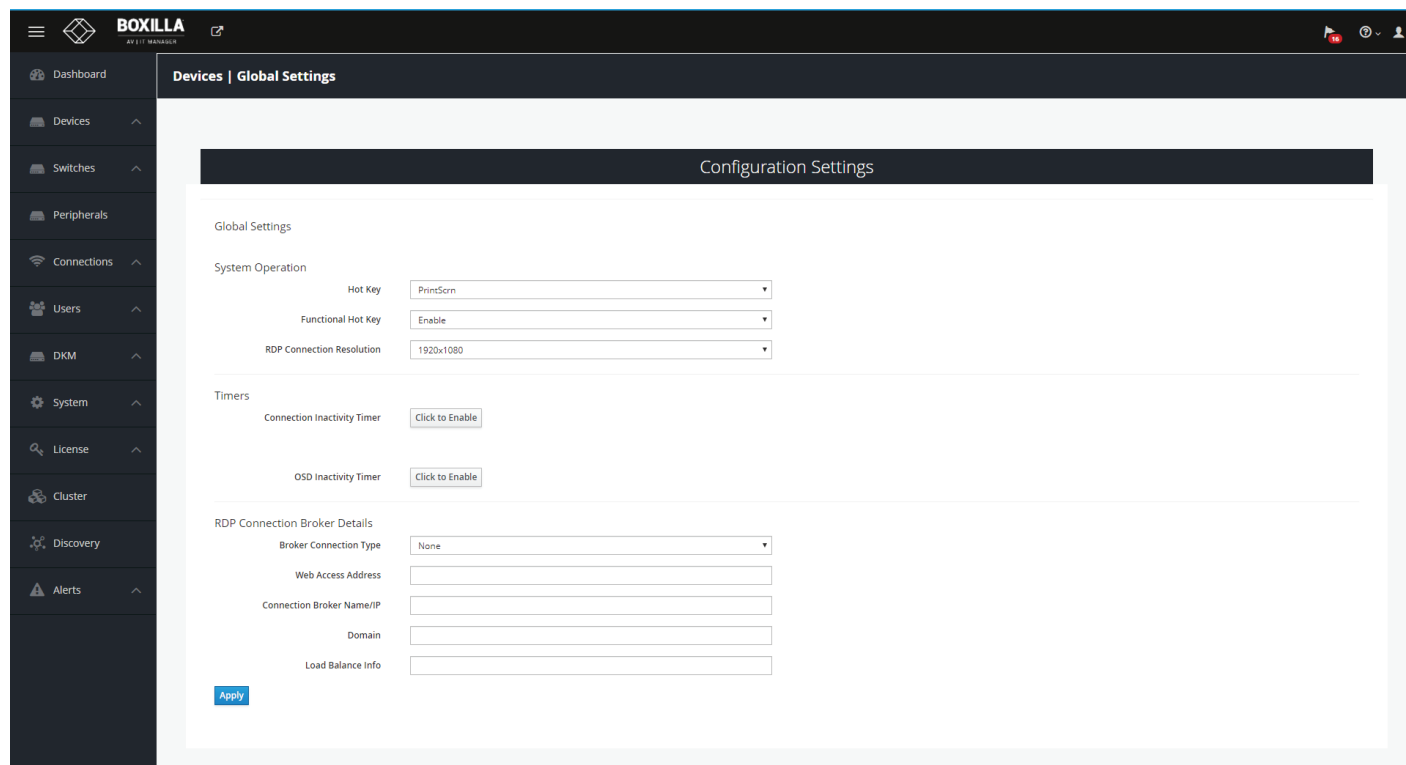 BOXILLA
AV | IT MANAGER
16
Dashboard
Devices | Global Settings
Devices
Switches
Peripherals
Connections
Users
DKM
System
License
Cluster
Discovery
Alerts
Configuration Settings
Global Settings
System Operation
Hot Key PrintScrn
Functional Hot Key Enable
RDP Connection Resolution 1920x1080
Timers
Connection Inactivity Timer Click to Enable
OSD Inactivity Timer Click to Enable
RDP Connection Broker Details
Broker Connection Type None
Web Access Address
Connection Broker Name/IP
Domain
Load Balance Info
Apply